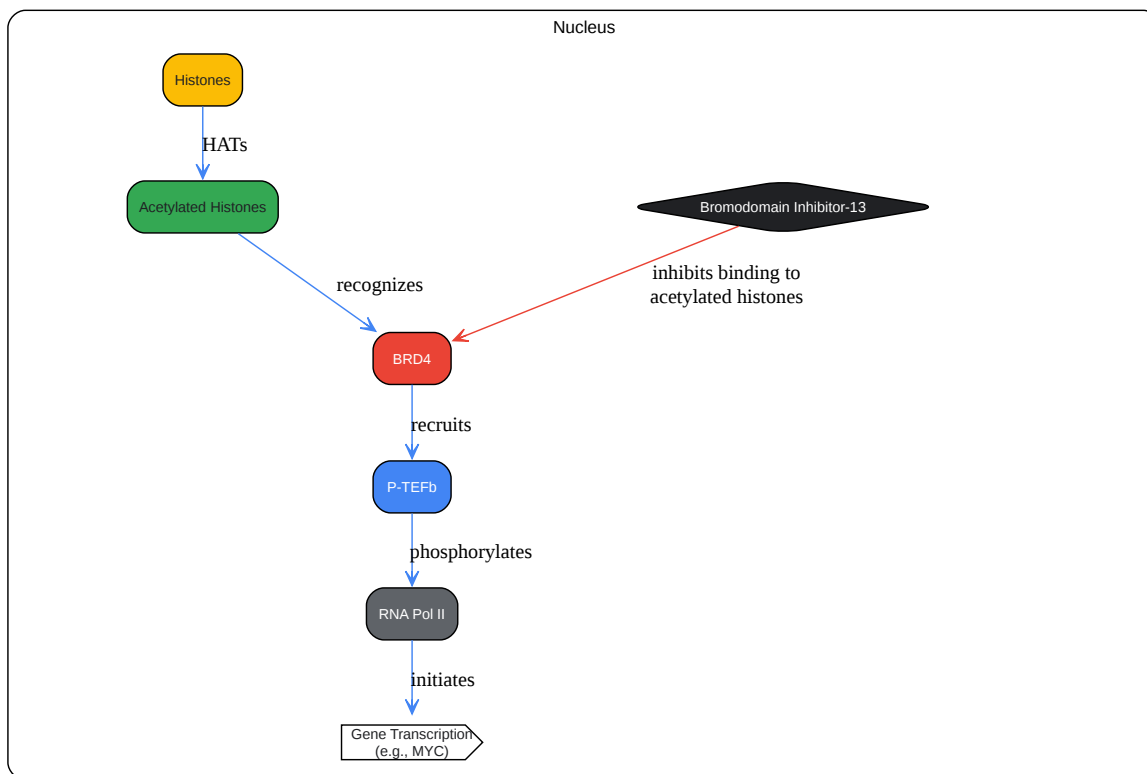 Nucleus
Histones
HATs
Acetylated Histones
Bromodomain Inhibitor-13
recognizes
inhibits binding to
acetylated histones
BRD4
recruits
P-TEFb
phosphorylates
RNA Pol II
initiates
Gene Transcription
(e.g., MYC)